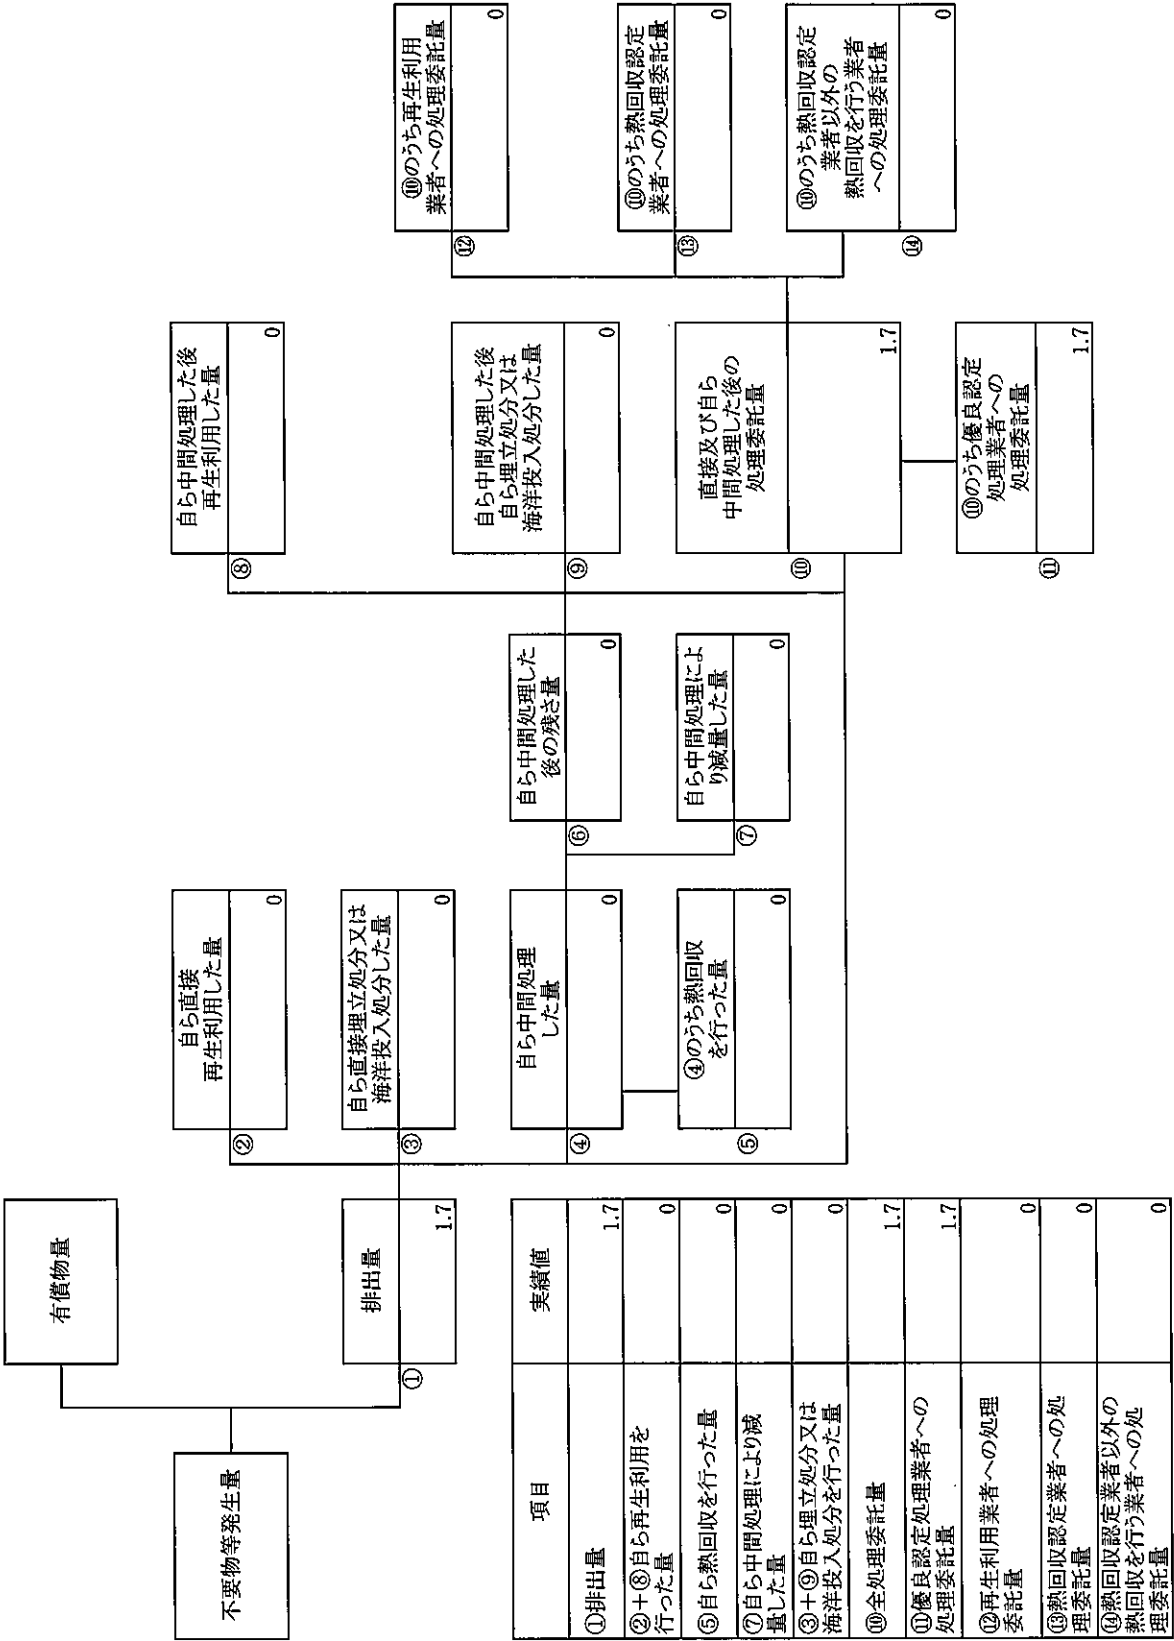 不要物等発生量
有償物量
①
排出量
1.7
②
自ら直接
再生利用した量
0
③
自ら直接埋立処分又は
海洋投入処分した量
0
④
自ら中間処理
した量
0
⑤
④のうち熱回収
を行った量
0
⑥
自ら中間処理した
後の残さ量
0
⑦
自ら中間処理によ
り減量した量
0
⑧
自ら中間処理した後
再生利用した量
0
⑨
自ら中間処理した後
自ら埋立処分又は
海洋投入処分した量
0
⑩
直接及び自ら
中間処理した後の
処理委託量
1.7
⑪
⑩のうち優良認定
処理業者への
処理委託量
1.7
⑫
⑩のうち再生利用
業者への処理委託量
0
⑬
⑩のうち熱回収認定
業者への処理委託量
0
⑭
⑩のうち熱回収認定
業者以外の
熱回収を行う業者
への処理委託量
0
項目 実績値
①排出量 1.7
②+⑧自ら再生利用を
行った量 0
⑤自ら熱回収を行った量 0
⑦自ら中間処理により減
量した量 0
③+⑨自ら埋立処分又は
海洋投入処分を行った量 0
⑩全処理委託量 1.7
⑪優良認定処理業者への
処理委託量 1.7
⑫再生利用業者への処理
委託量 0
⑬熱回収認定業者への処
理委託量 0
⑭熱回収認定業者以外の
熱回収を行う業者への処
理委託量 0